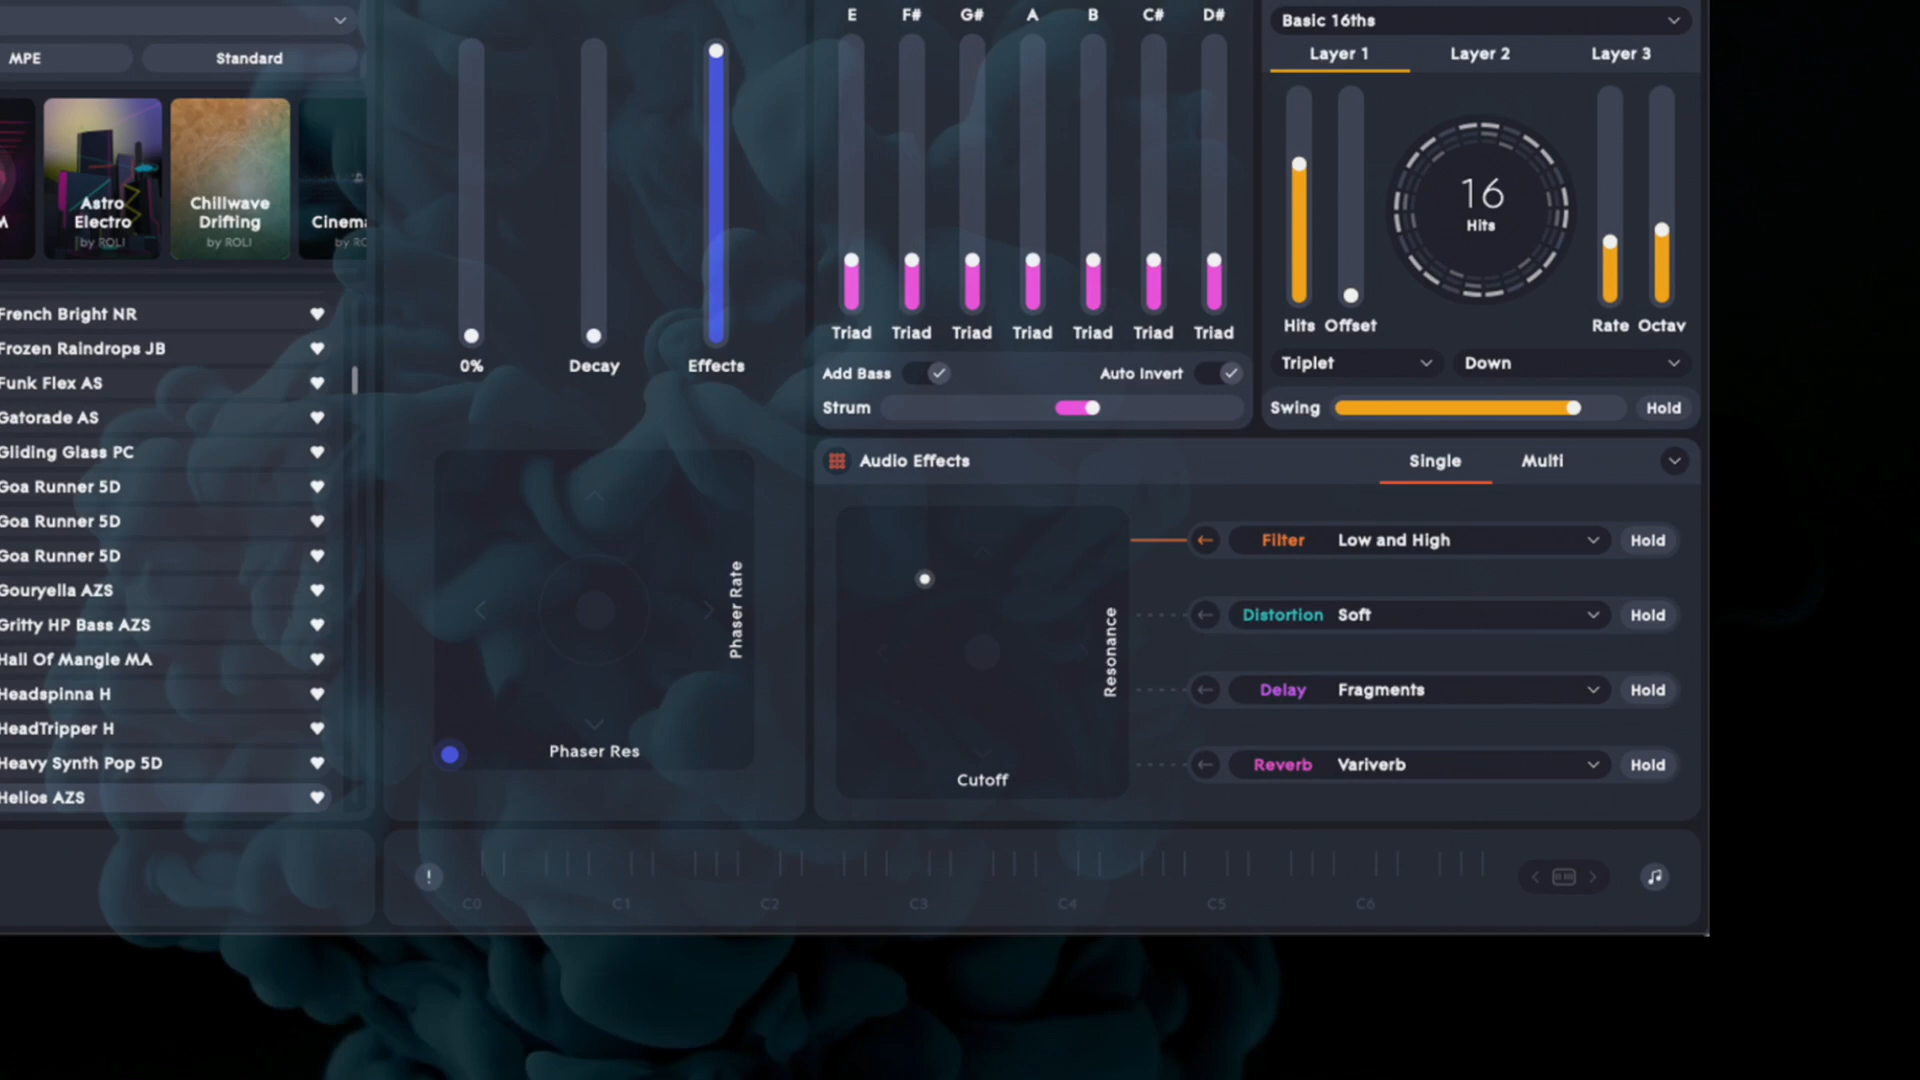 MPE
Standard
Astro
Electro
by ROLI
Chillwave
Drifting
by ROLI
French Bright NR
Frozen Raindrops JB
Funk Flex AS
Gatorade AS
Gliding Glass PC
Goa Runner 5D
Goa Runner 5D
Goa Runner 5D
Gouryella AZS
Gritty HP Bass AZS
Hall Of Mangle MA
Headspinna H
HeadTripper H
Heavy Synth Pop 5D
Helios AZS
0%
Decay
Effects
Phaser Rate
Phaser Res
E F# G# A B C# D#
Triad Triad Triad Triad Triad Triad Triad
Add Bass
Auto Invert
Strum
Basic 16ths
Layer 1 Layer 2 Layer 3
16
Hits
Hits Offset
Rate Octav
Triplet
Down
Swing
Hold
Audio Effects
Single Multi
Resonance
Cutoff
Filter Low and High Hold
Distortion Soft Hold
Delay Fragments Hold
Reverb Variverb Hold
!
C0 C1 C2 C3 C4 C5 C6